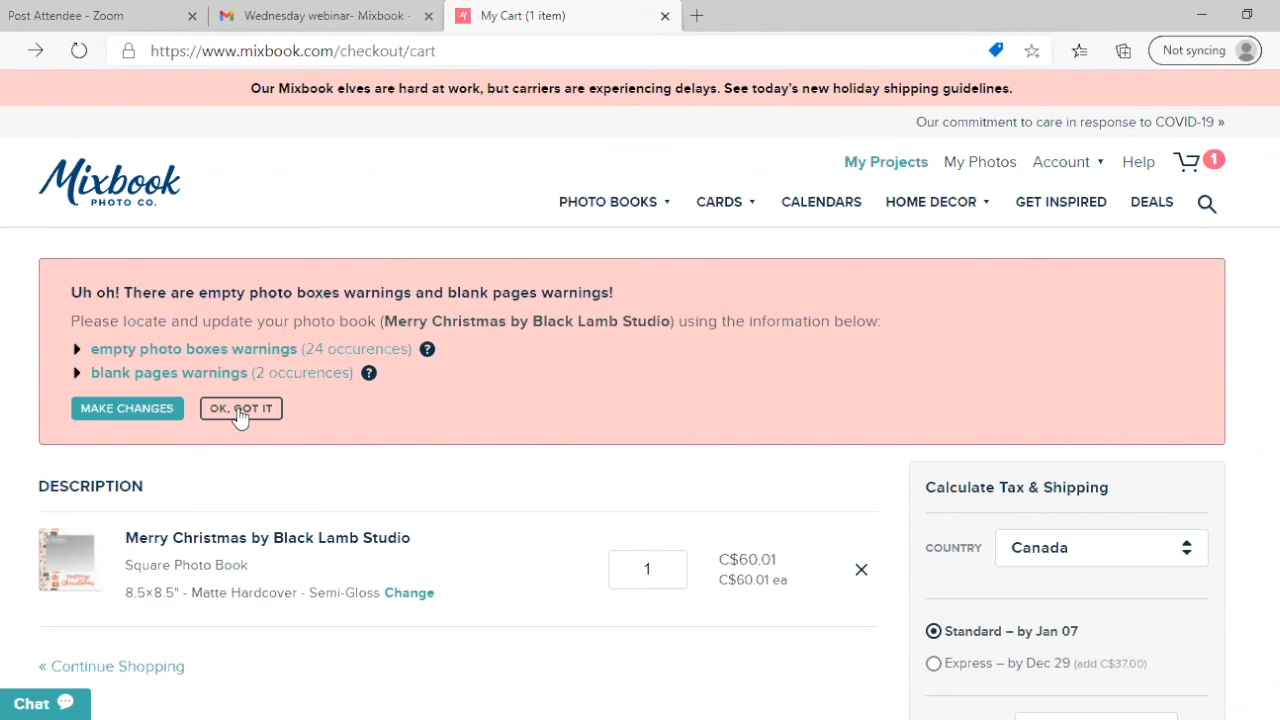 Post Attendee - Zoom
Wednesday webinar- Mixbook -
My Cart (1 item)
https://www.mixbook.com/checkout/cart
Not syncing
Our Mixbook elves are hard at work, but carriers are experiencing delays. See today's new holiday shipping guidelines.
Our commitment to care in response to COVID-19 »
Mixbook
PHOTO CO.
My Projects My Photos Account Help 1
PHOTO BOOKS CARDS CALENDARS HOME DECOR GET INSPIRED DEALS
Uh oh! There are empty photo boxes warnings and blank pages warnings!
Please locate and update your photo book (Merry Christmas by Black Lamb Studio) using the information below:
empty photo boxes warnings (24 occurences) ?
blank pages warnings (2 occurences) ?
MAKE CHANGES OK, GOT IT
DESCRIPTION
Merry Christmas by Black Lamb Studio
Square Photo Book
8.5×8.5" - Matte Hardcover - Semi-Gloss Change
1
C$60.01
C$60.01 ea
Calculate Tax & Shipping
COUNTRY Canada
Standard – by Jan 07
Express – by Dec 29 (add C$37.00)
« Continue Shopping
Chat